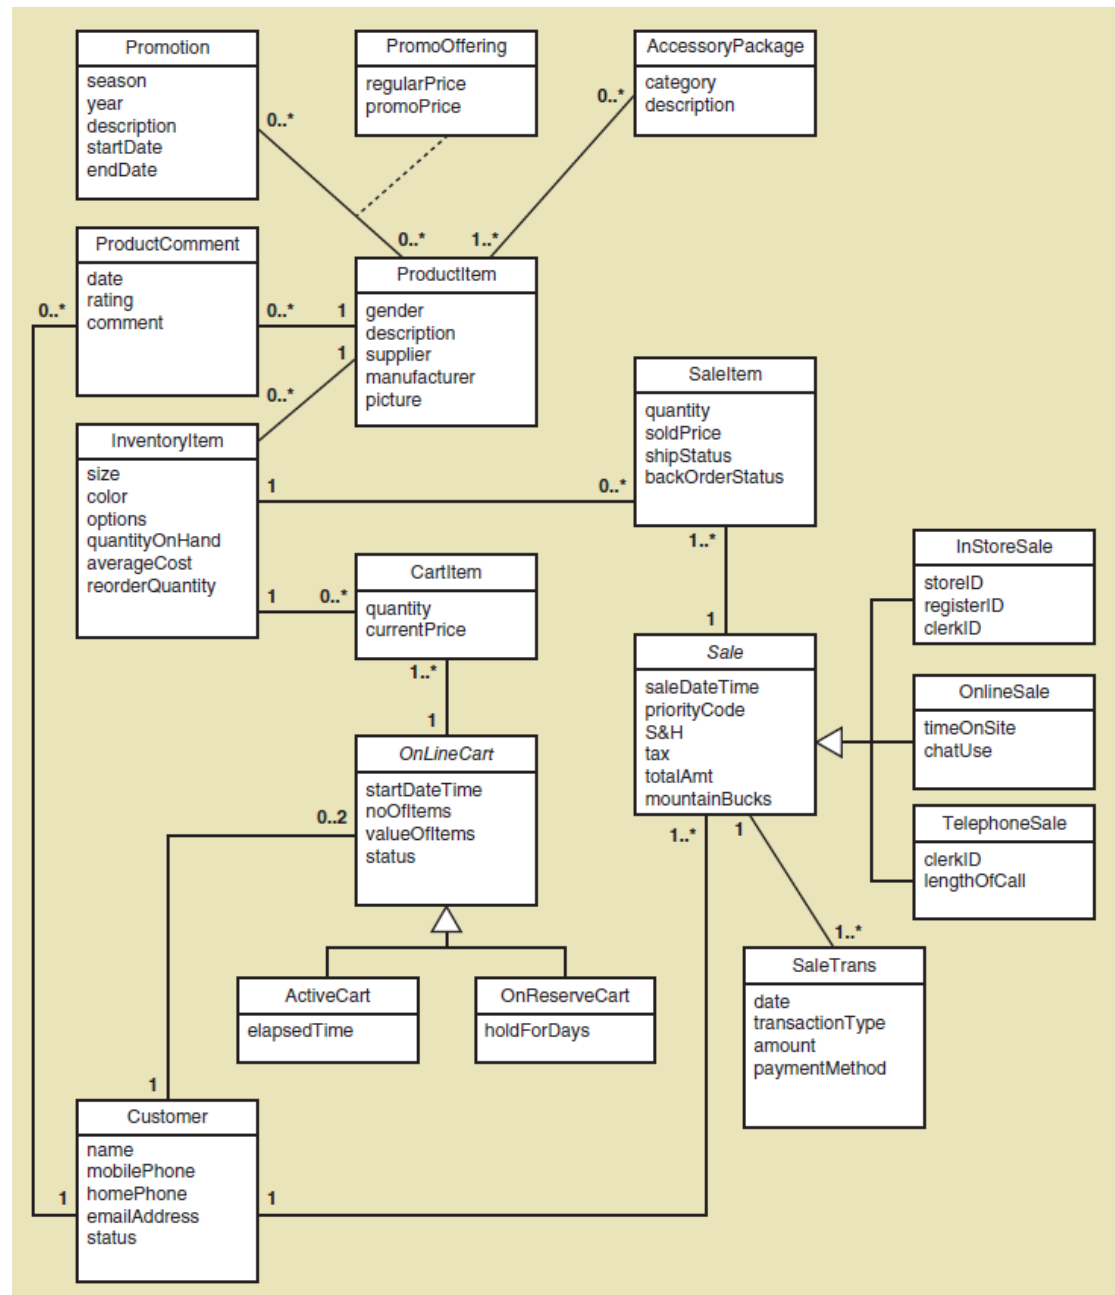 Promotion
season
year
description
startDate
endDate
PromoOffering
regularPrice
promoPrice
AccessoryPackage
category
description
0..*
0..*
0..*
1..*
ProductComment
date
rating
comment
0..*
0..*
1
1
0..*
ProductItem
gender
description
supplier
manufacturer
picture
SaleItem
quantity
soldPrice
shipStatus
backOrderStatus
InventoryItem
size
color
options
quantityOnHand
averageCost
reorderQuantity
1
0..*
1
0..*
CartItem
quantity
currentPrice
1..*
1
1..*
1
InStoreSale
storeID
registerID
clerkID
Sale
saleDateTime
priorityCode
S&H
tax
totalAmt
mountainBucks
OnlineSale
timeOnSite
chatUse
OnLineCart
startDateTime
noOfItems
valueOfItems
status
0..2
1..*
1
TelephoneSale
clerkID
lengthOfCall
1..*
ActiveCart
elapsedTime
OnReserveCart
holdForDays
SaleTrans
date
transactionType
amount
paymentMethod
1
Customer
name
mobilePhone
homePhone
emailAddress
status
1
1